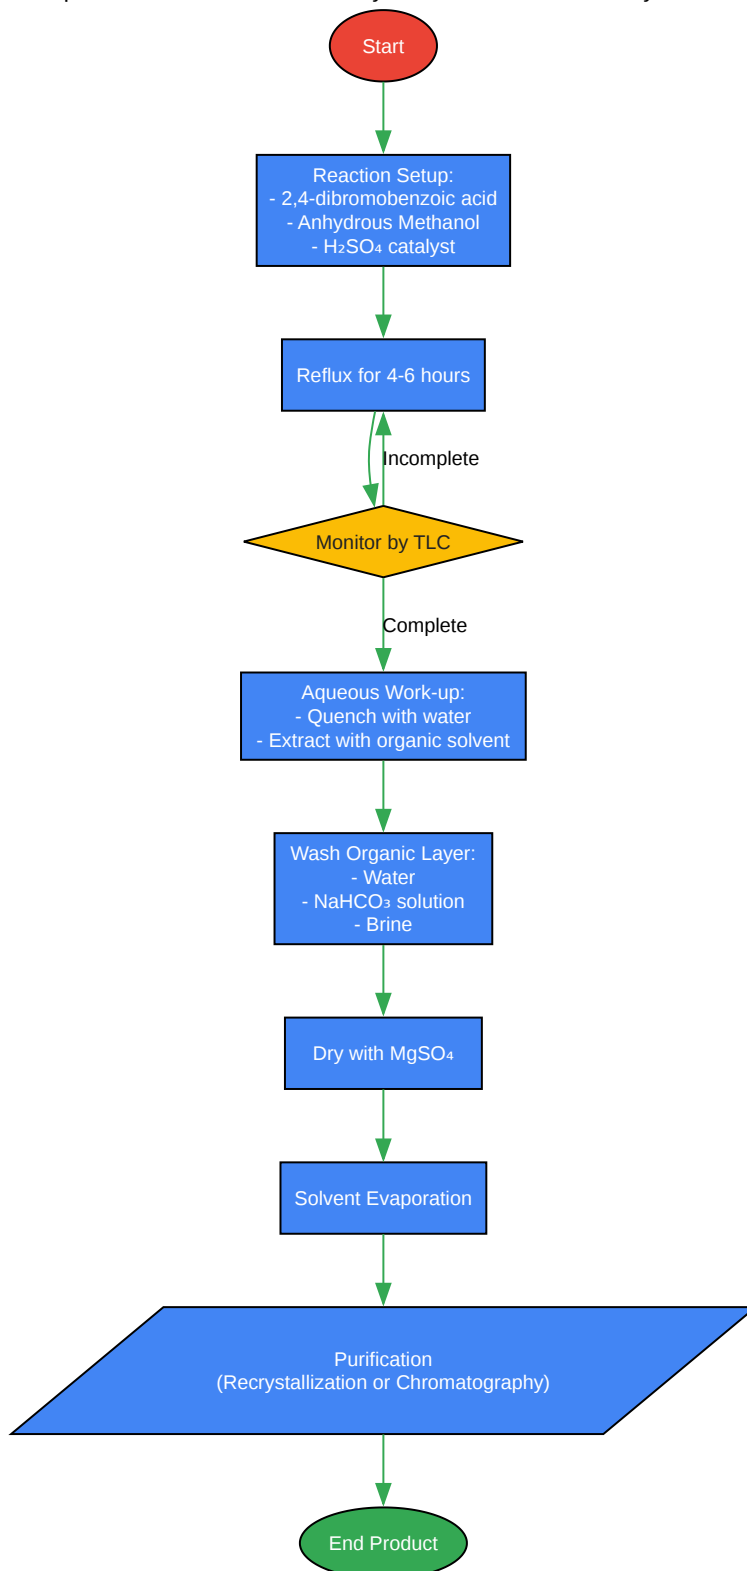 Start
Reaction Setup:
- 2,4-dibromobenzoic acid
- Anhydrous Methanol
- H₂SO₄ catalyst
Reflux for 4-6 hours
Incomplete
Monitor by TLC
Complete
Aqueous Work-up:
- Quench with water
- Extract with organic solvent
Wash Organic Layer:
- Water
- NaHCO₃ solution
- Brine
Dry with MgSO₄
Solvent Evaporation
Purification
(Recrystallization or Chromatography)
End Product